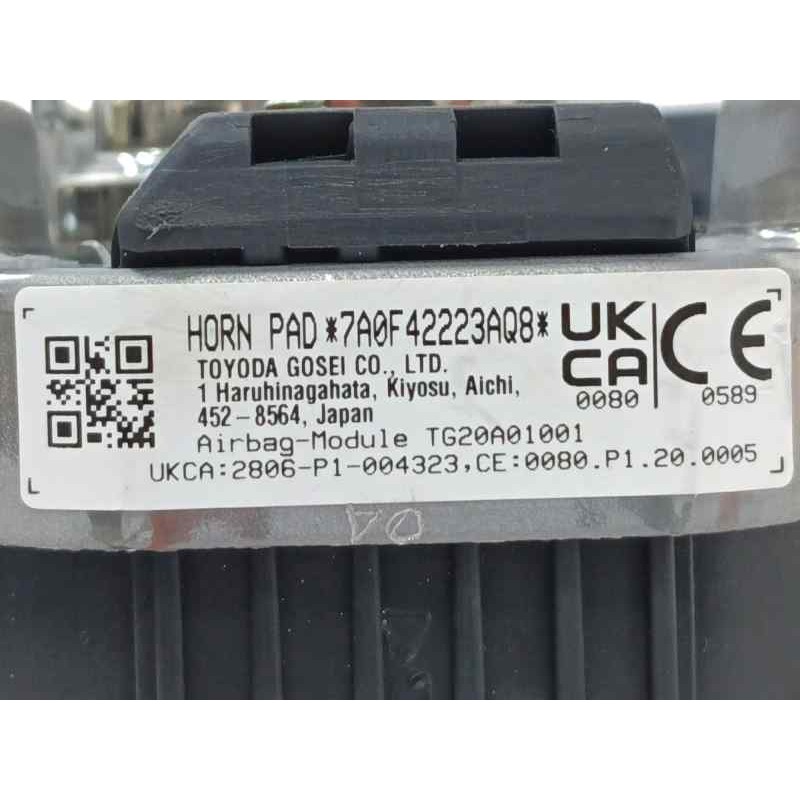 HORN PAD *7A0F42223AQ8*
TOYODA GOSEI CO., LTD.
1 Haruhinagahata, Kiyosu, Aichi,
452-8564, Japan
Airbag-Module TG20A01001
UKCA:2806-P1-004323,CE:0080.P1.20.0005
UK
CA
0080
CE
0589